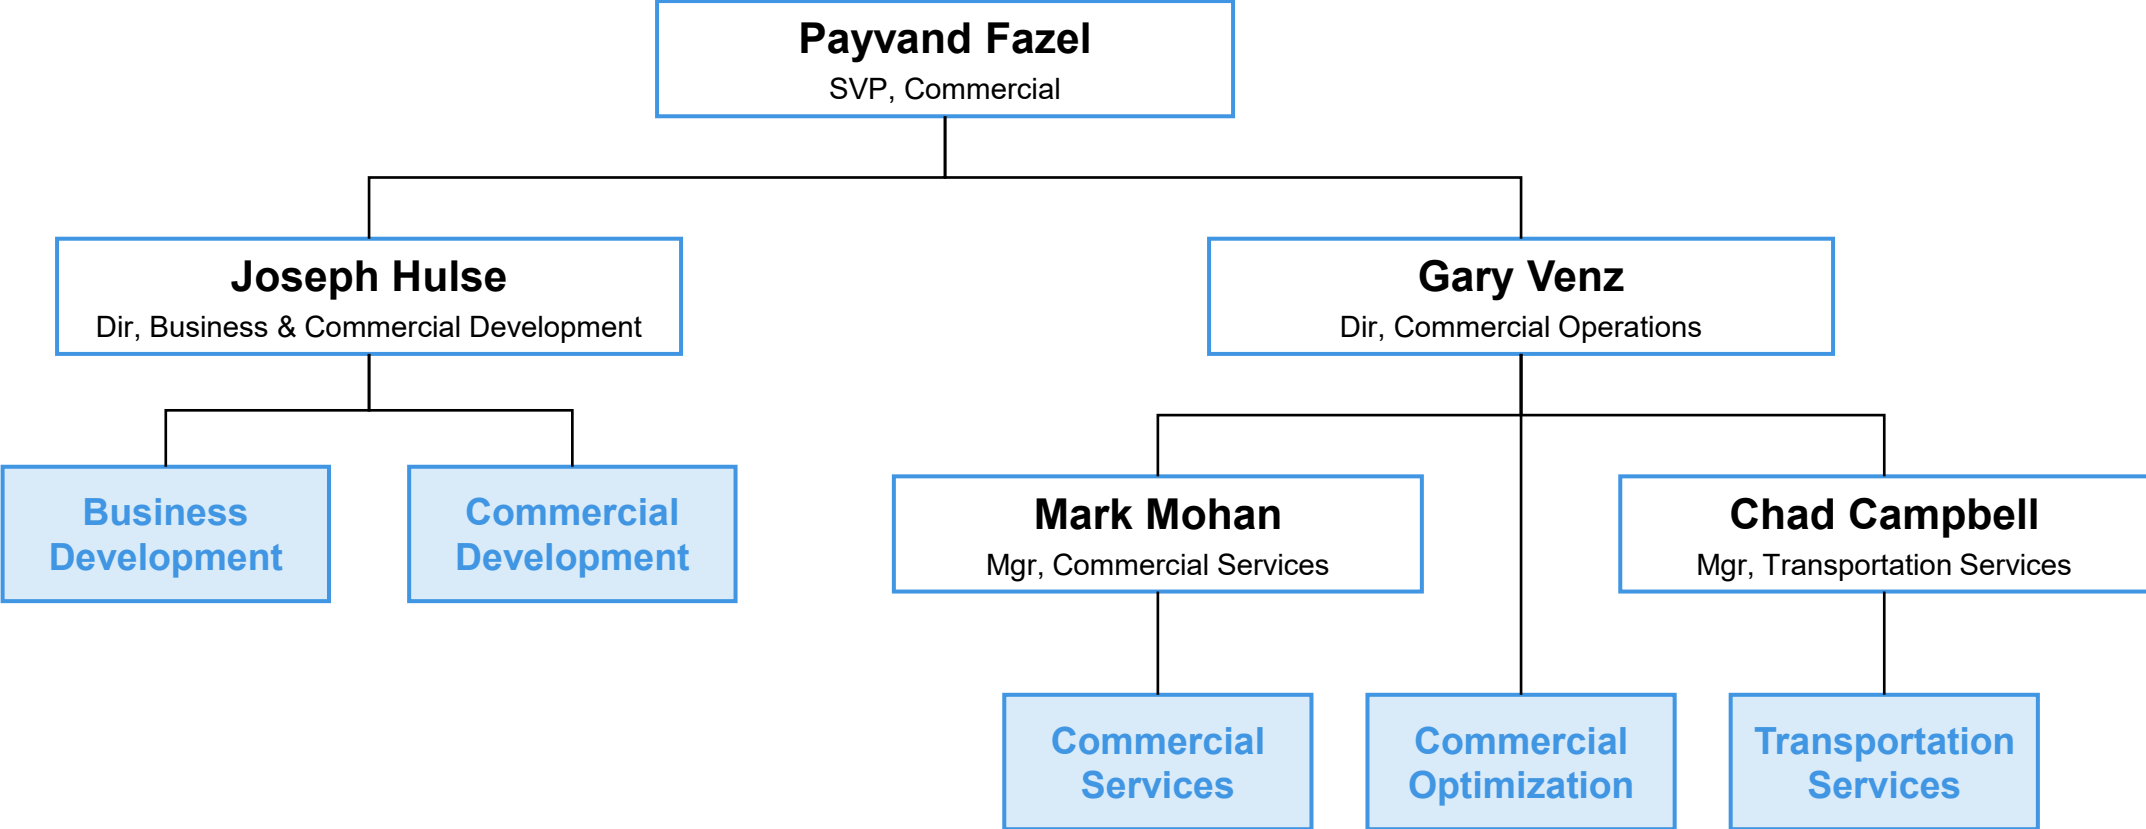 Payvand Fazel
SVP, Commercial
Joseph Hulse
Dir, Business & Commercial Development
Gary Venz
Dir, Commercial Operations
Business
Development
Commercial
Development
Mark Mohan
Mgr, Commercial Services
Chad Campbell
Mgr, Transportation Services
Commercial
Services
Commercial
Optimization
Transportation
Services